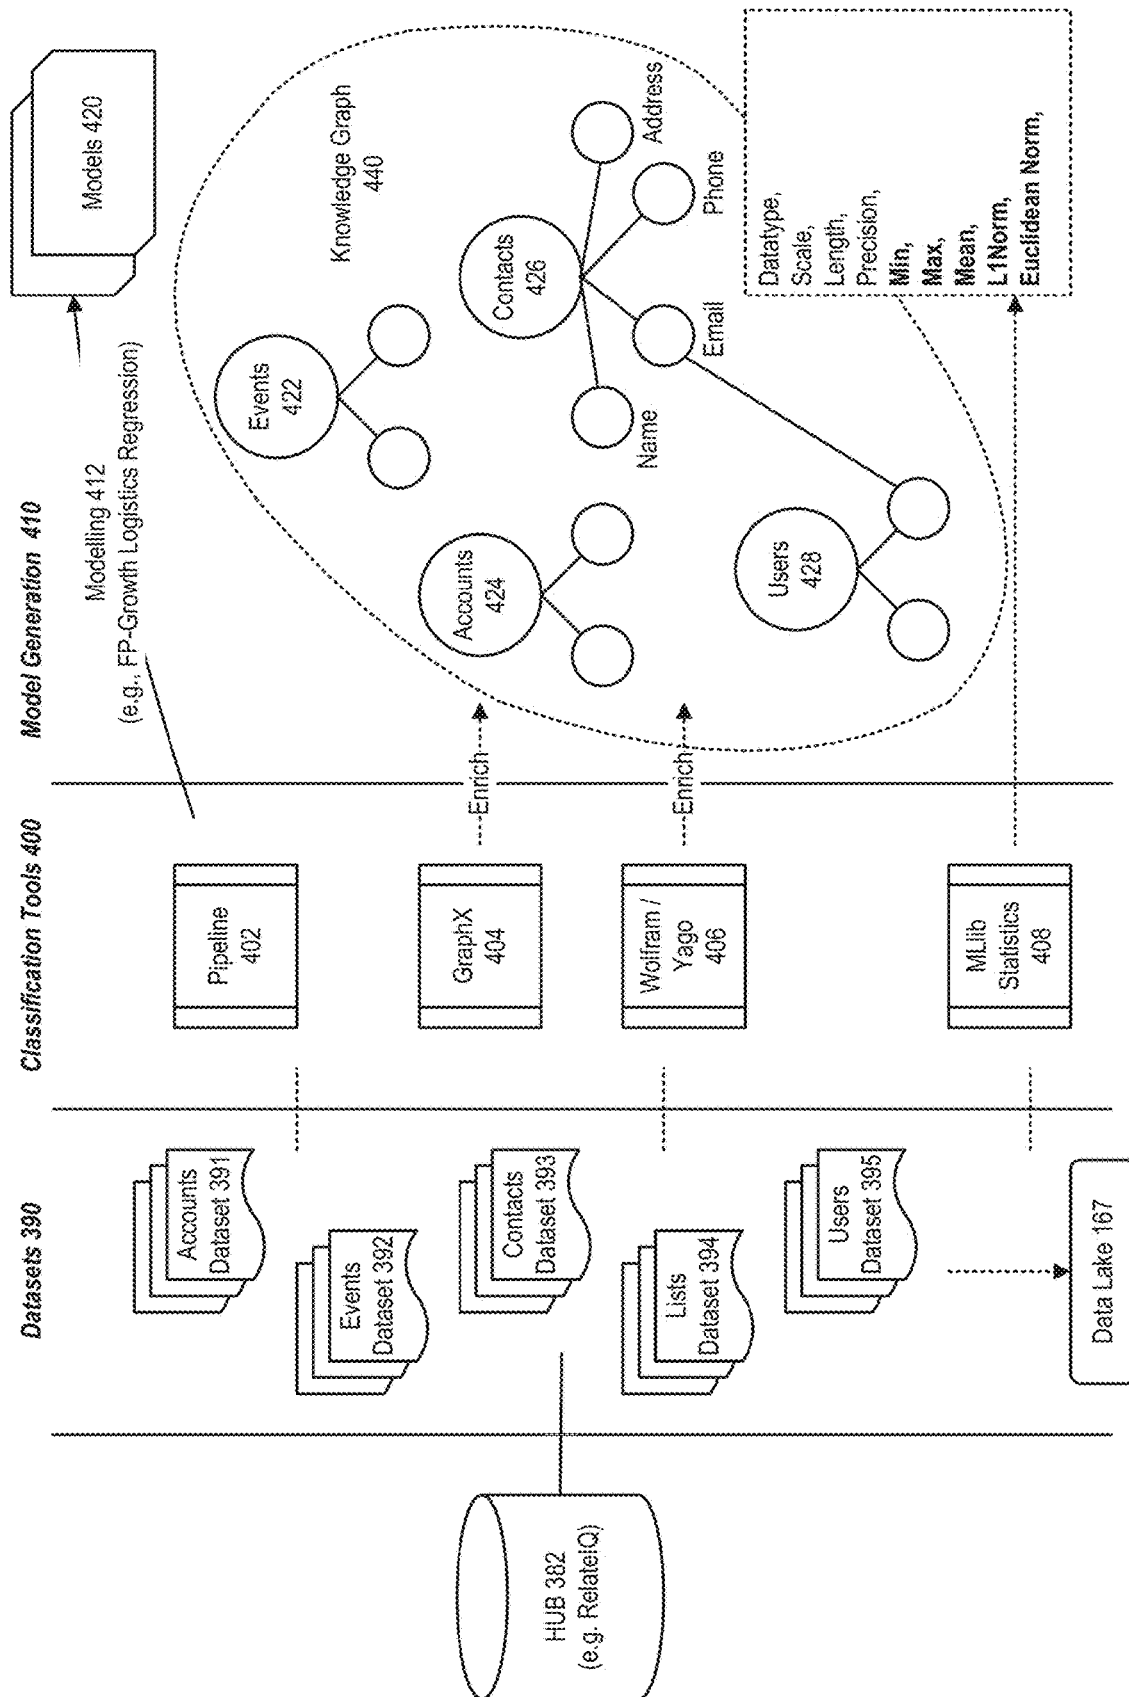 Datasets 390
Classification Tools 400
Model Generation 410
HUB 382
(e.g. RelateIQ)
Accounts
Dataset 391
Events
Dataset 392
Contacts
Dataset 393
Lists
Dataset 394
Users
Dataset 395
Data Lake 167
Pipeline
402
GraphX
404
Wolfram /
Yago
406
MLlib
Statistics
408
Enrich
Enrich
Modelling 412
(e.g., FP-Growth Logistics Regression)
Models 420
Knowledge Graph
440
Events
422
Accounts
424
Contacts
426
Name
Email
Phone
Address
Users
428
Datatype,
Scale,
Length,
Precision,
Min,
Max,
Mean,
L1Norm,
Euclidean Norm,